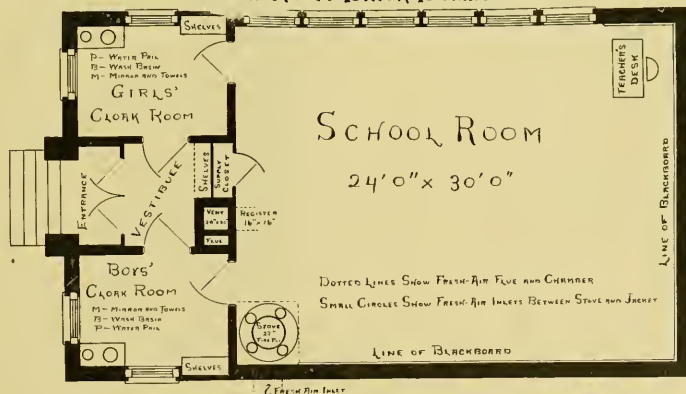 SHELVES
P- WATER PAIL
B- WASH BASIN
M- MIRROR AND TOWELS
GIRLS'
CLOAK ROOM
TEACHER'S
DESK
SCHOOL ROOM
24'0" x 30'0"
ENTRANCE
VESTIBULE
SHELVES
SUPPLY
CLOSET
VENT
REGISTER
16" x 16"
FLUE
LINE OF BLACKBOARD
BOYS'
CLOAK ROOM
M- MIRROR AND TOWELS
B- WASH BASIN
P- WATER PAIL
DOTTED LINES SHOW FRESH-AIR FLUE AND CHAMBER
SMALL CIRCLES SHOW FRESH-AIR INLETS BETWEEN STOVE AND JACKET
STOVE
27"
LINE OF BLACKBOARD
SHELVES
FRESH AIR INLET